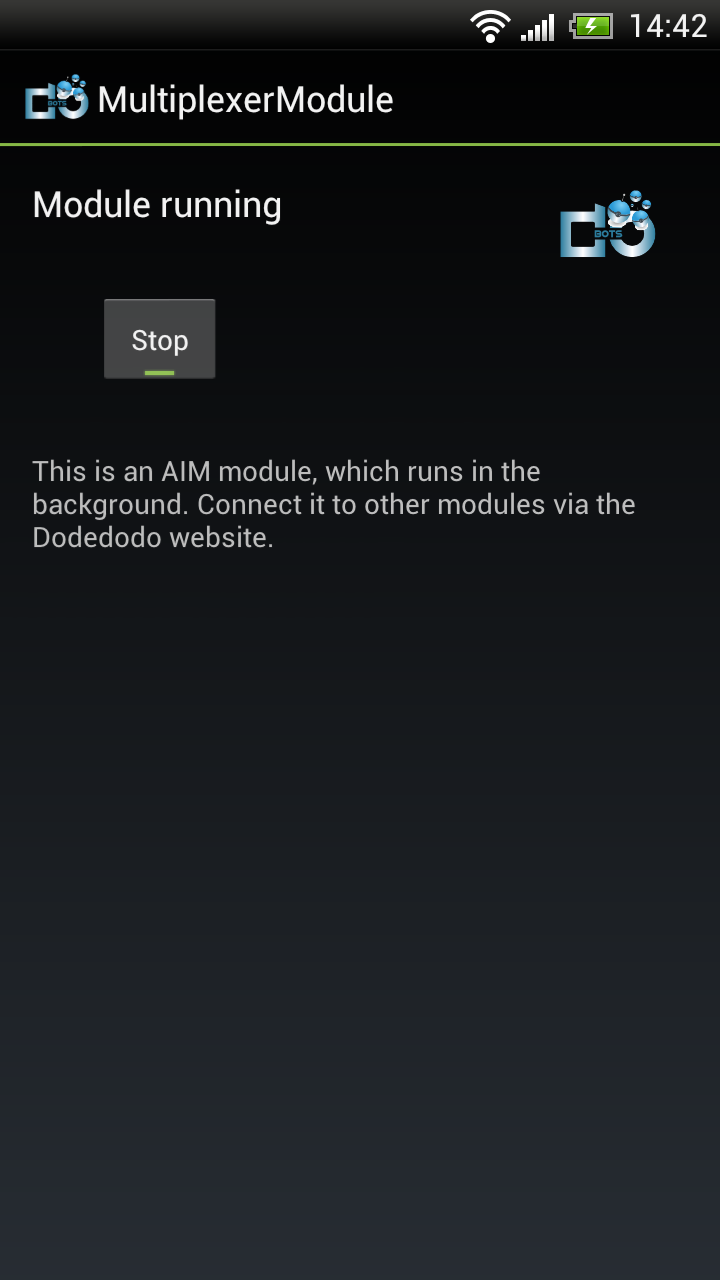 14:42
BOTS MultiplexerModule
Module running
BOTS
Stop
This is an AIM module, which runs in the
background. Connect it to other modules via the
Dodedodo website.